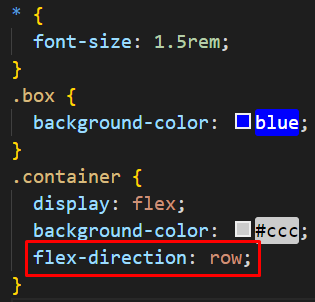 * {
font-size: 1.5rem;
}
.box {
background-color: blue;
}
.container {
display: flex;
background-color: #ccc;
flex-direction: row;
}